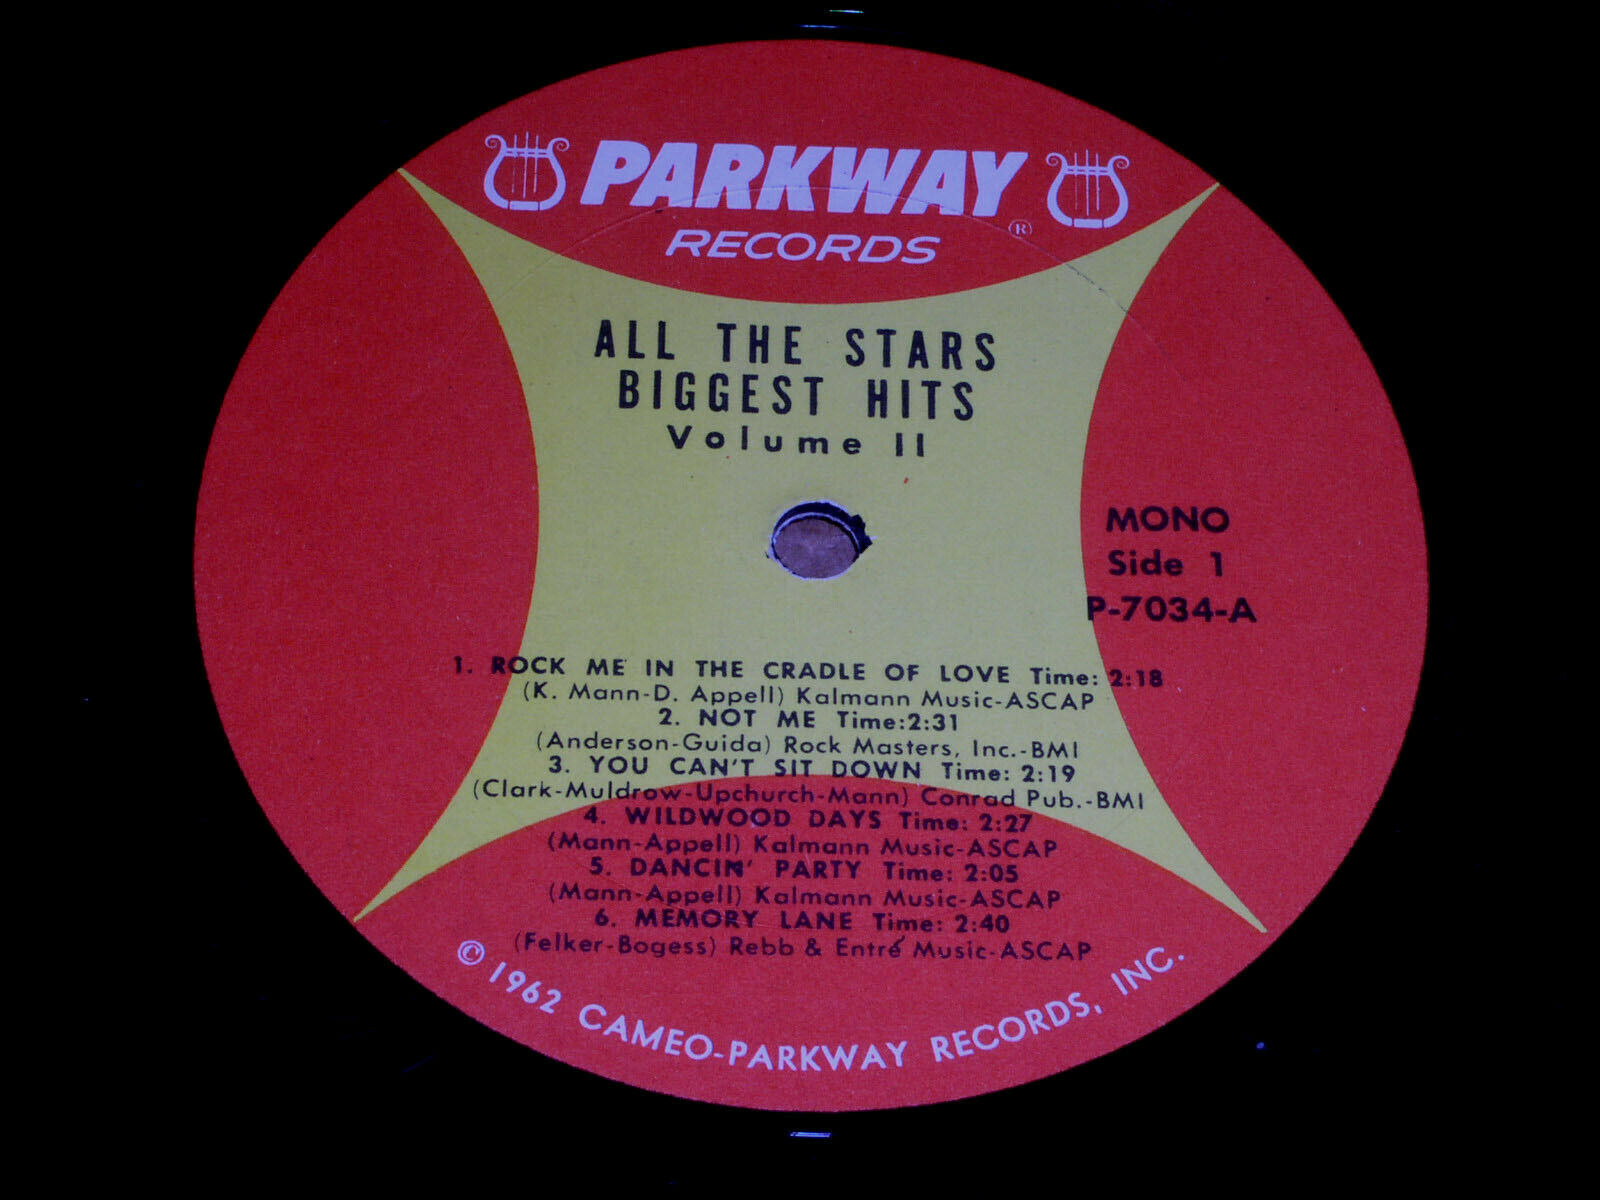 PARKWAY
RECORDS ®
ALL THE STARS
BIGGEST HITS
Volume II
MONO
Side 1
P-7034-A
1. ROCK ME IN THE CRADLE OF LOVE Time: 2:18
(K. Mann-D. Appell) Kalmann Music-ASCAP
2. NOT ME Time:2:31
(Anderson-Guida) Rock Masters, Inc.-BMI
3. YOU CAN'T SIT DOWN Time: 2:19
(Clark-Muldrow-Upchurch-Mann) Conrad Pub.-BMI
4. WILDWOOD DAYS Time: 2:27
(Mann-Appell) Kalmann Music-ASCAP
5. DANCIN' PARTY Time: 2:05
(Mann-Appell) Kalmann Music-ASCAP
6. MEMORY LANE Time: 2:40
(Felker-Bogess) Rebb & Entré Music-ASCAP
© 1962 CAMEO-PARKWAY RECORDS, INC.